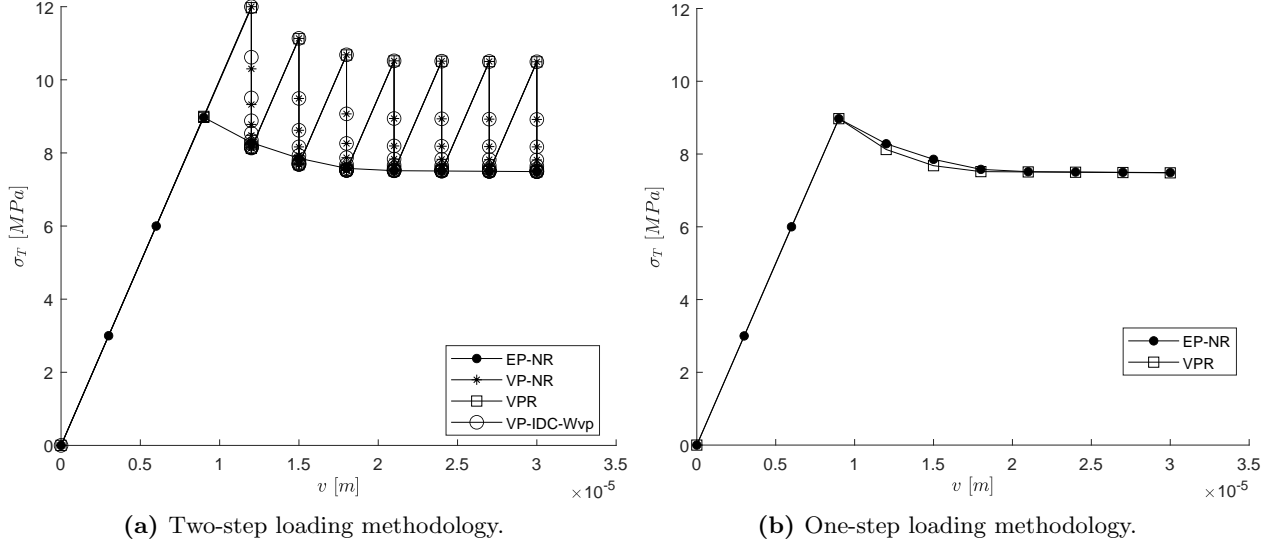 12
10
8
6
4
2
0
σ_T [MPa]
0 0.5 1 1.5 2 2.5 3 3.5
v [m]
×10⁻⁵
EP-NR
VP-NR
VPR
VP-IDC-Wvp
(a) Two-step loading methodology.
12
10
8
6
4
2
0
σ_T [MPa]
0 0.5 1 1.5 2 2.5 3 3.5
v [m]
×10⁻⁵
EP-NR
VPR
(b) One-step loading methodology.